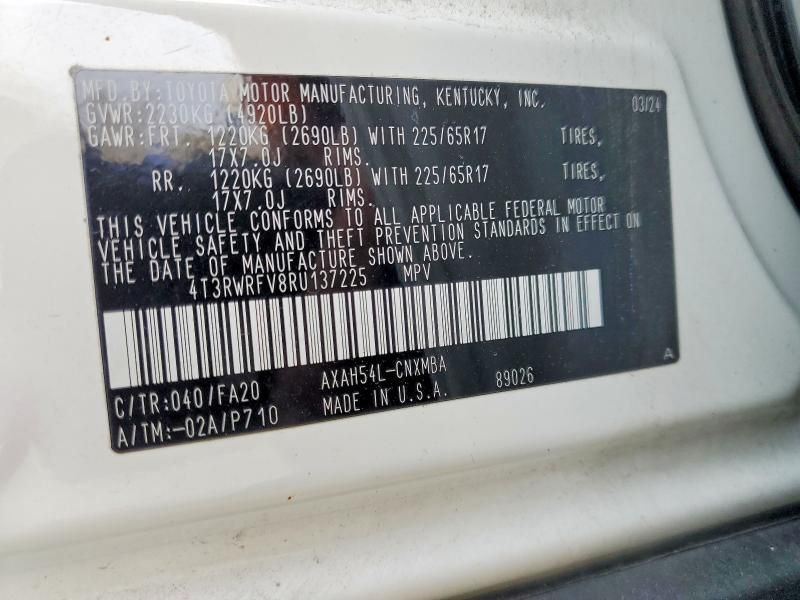 MFD.BY:TOYOTA MOTOR MANUFACTURING, KENTUCKY, INC. 03/24
GVWR:2230KG (4920LB)
GAWR:FRT. 1220KG (2690LB) WITH 225/65R17 TIRES,
17X7.0J RIMS.
RR. 1220KG (2690LB) WITH 225/65R17 TIRES,
17X7.0J RIMS.
THIS VEHICLE CONFORMS TO ALL APPLICABLE FEDERAL MOTOR
VEHICLE SAFETY AND THEFT PREVENTION STANDARDS IN EFFECT ON
THE DATE OF MANUFACTURE SHOWN ABOVE.
4T3RWRFV8RU137225 MPV
AXAH54L-CNXMBA 89026 A
C/TR:040/FA20 MADE IN U.S.A.
A/TM:-02A/P710